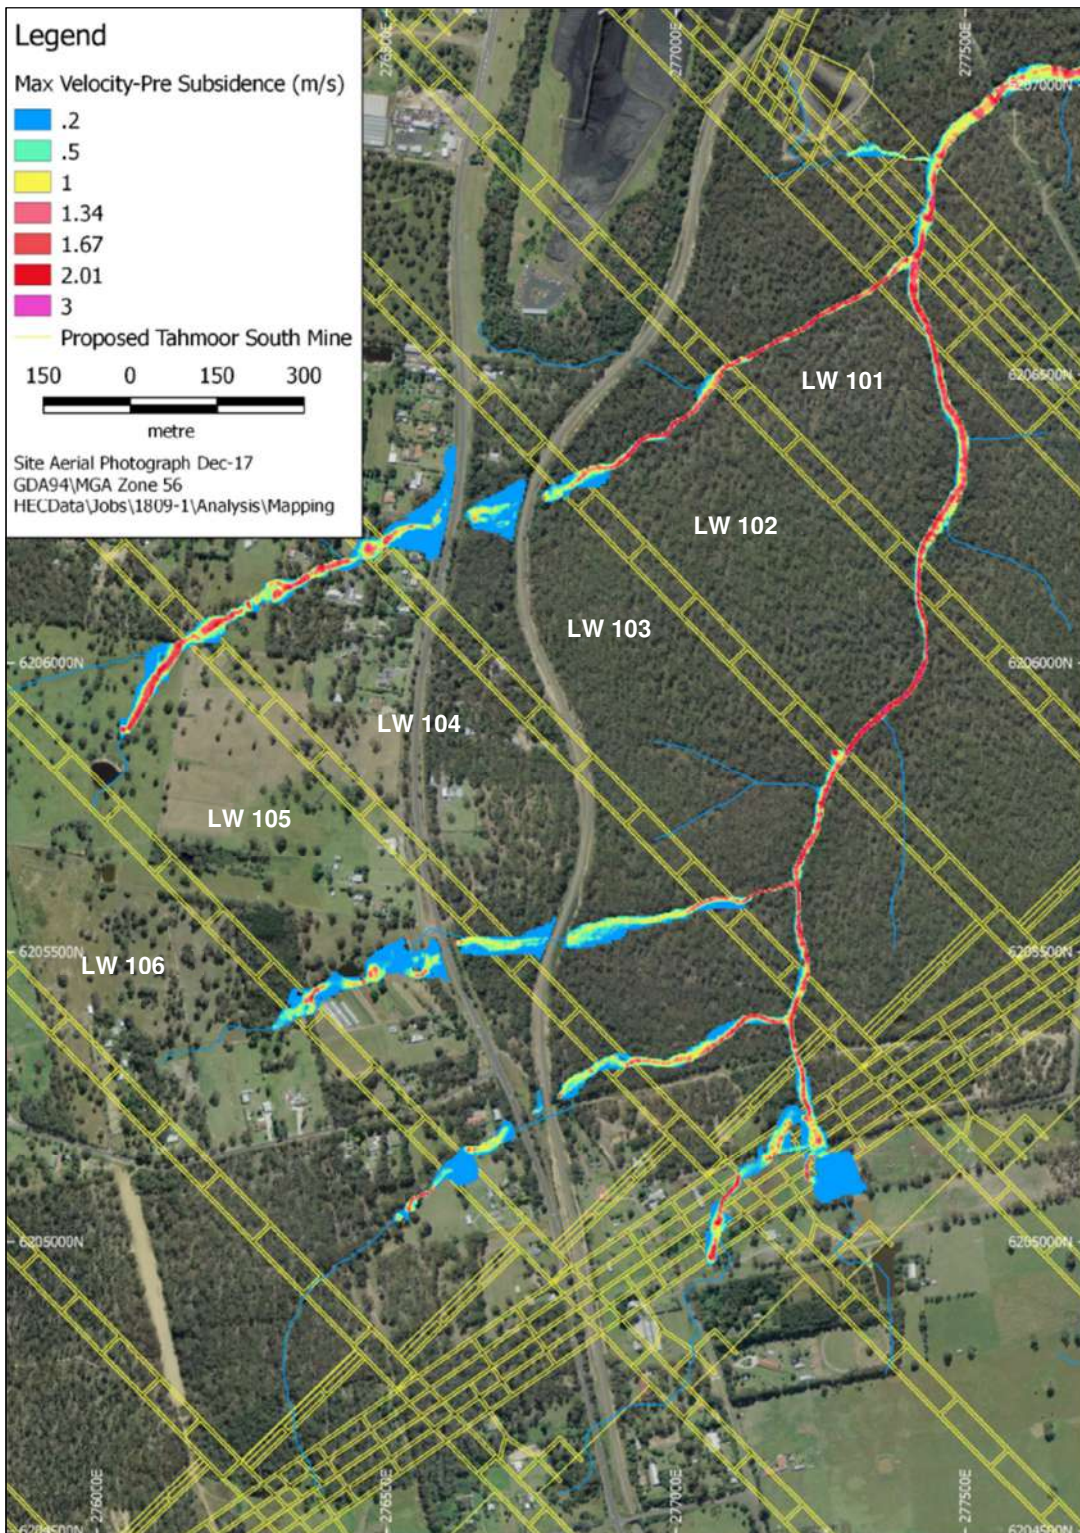 Legend
Max Velocity-Pre Subsidence (m/s)
.2
.5
1
1.34
1.67
2.01
3
Proposed Tahmoor South Mine
150 0 150 300
metre
Site Aerial Photograph Dec-17
GDA94\MGA Zone 56
HECData\Jobs\1809-1\Analysis\Mapping
277000E
277500E
6207000N
6206500N
LW 101
LW 102
LW 103
6206000N
6206000N
LW 104
LW 105
LW 106
6205500N
6205500N
6205000N
6205000N
276000E
276500E
277000E
277500E
6204500N